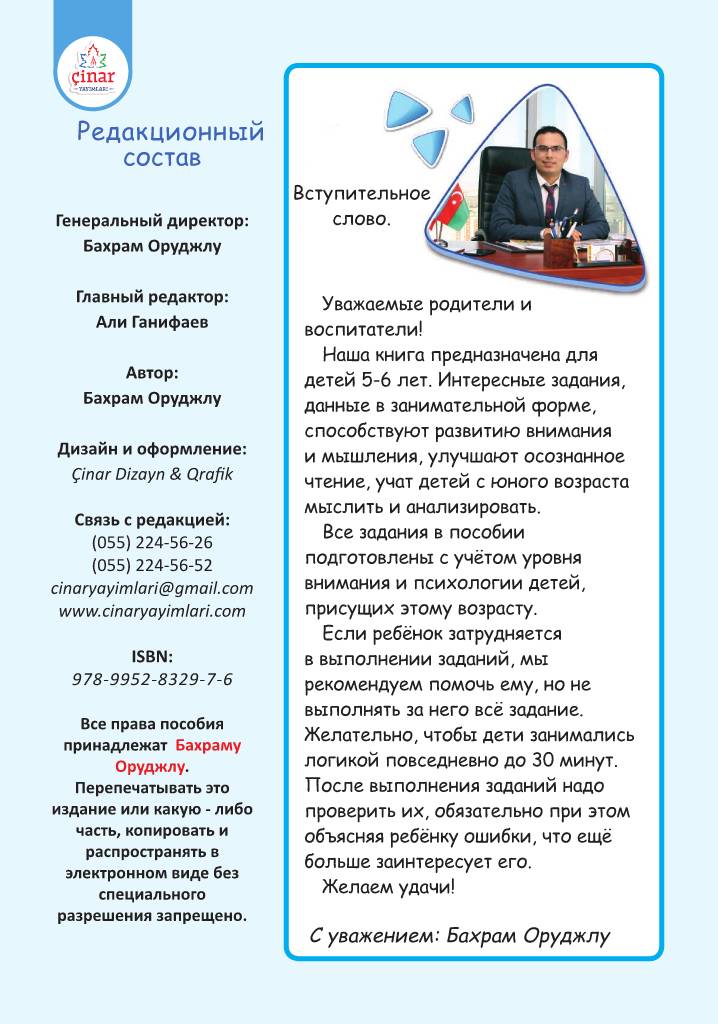 çinar
YAYIMLARI
Редакционный
состав
Генеральный директор:
Бахрам Оруджлу
Главный редактор:
Али Ганифаев
Автор:
Бахрам Оруджлу
Дизайн и оформление:
Çinar Dizayn & Qrafik
Связь с редакцией:
(055) 224-56-26
(055) 224-56-52
cinaryayimlari@gmail.com
www.cinaryayimlari.com
ISBN:
978-9952-8329-7-6
Все права пособия
принадлежат Бахраму
Оруджлу.
Перепечатывать это
издание или какую - либо
часть, копировать и
распространять в
электронном виде без
специального
разрешения запрещено.
Вступительное
слово.
Уважаемые родители и
воспитатели!
Наша книга предназначена для
детей 5-6 лет. Интересные задания,
данные в занимательной форме,
способствуют развитию внимания
и мышления, улучшают осознанное
чтение, учат детей с юного возраста
мыслить и анализировать.
Все задания в пособии
подготовлены с учётом уровня
внимания и психологии детей,
присущих этому возрасту.
Если ребёнок затрудняется
в выполнении заданий, мы
рекомендуем помочь ему, но не
выполнять за него всё задание.
Желательно, чтобы дети занимались
логикой повседневно до 30 минут.
После выполнения заданий надо
проверить их, обязательно при этом
объясняя ребёнку ошибки, что ещё
больше заинтересует его.
Желаем удачи!
С уважением: Бахрам Оруджлу